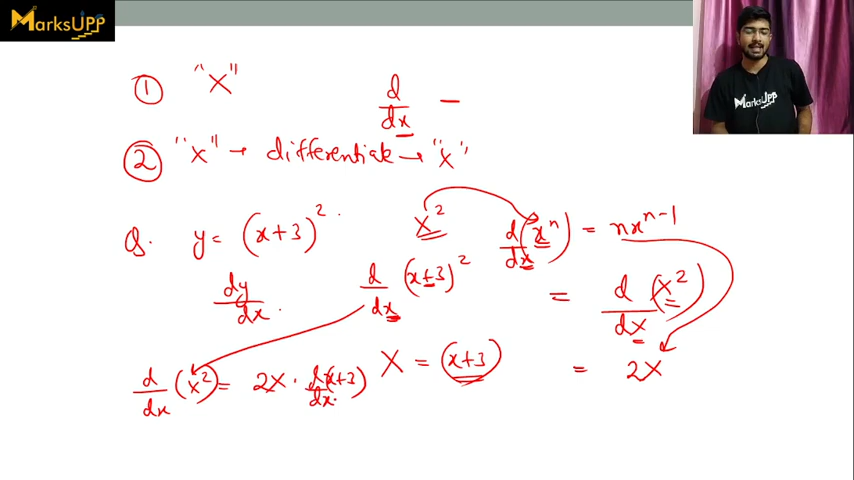 MarksUPP
MarksUPP
① "X"
d/dx —
② "X" → differentiate → "X"
Q. y = (x+3)²
X²
d/dx (xⁿ) = nxⁿ⁻¹
dy/dx.
d/dx (x+3)²
= d/dX (X²)
d/dx (X²) = 2X · d/dx (x+3)
X = (x+3)
= 2X